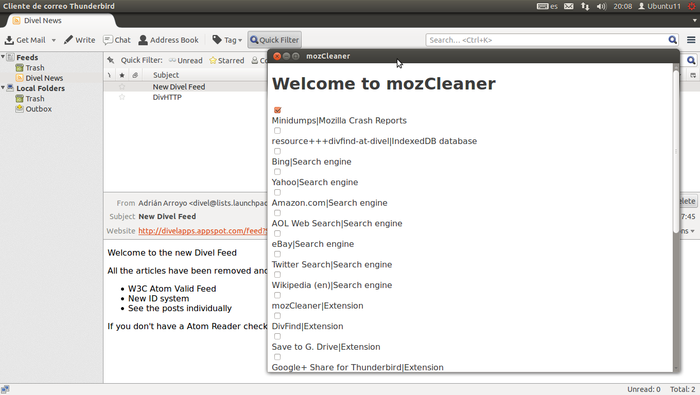 Cliente de correo Thunderbird
es
20:08
Ubuntu11
Divel News
Get Mail
Write
Chat
Address Book
Tag
Quick Filter
Search... <Ctrl+K>
Feeds
Trash
Divel News
Local Folders
Trash
Outbox
Quick Filter:
Unread
Starred
Subject
New Divel Feed
DivHTTP
From Adrián Arroyo <divel@lists.launchpac
Subject New Divel Feed
7:45
Website http://divelapps.appspot.com/feed?
Welcome to the new Divel Feed
All the articles have been removed and
• W3C Atom Valid Feed
• New ID system
• See the posts individually
If you don't have a Atom Reader check
mozCleaner
Welcome to mozCleaner
Minidumps|Mozilla Crash Reports
resource+++divfind-at-divel|IndexedDB database
Bing|Search engine
Yahoo|Search engine
Amazon.com|Search engine
AOL Web Search|Search engine
eBay|Search engine
Twitter Search|Search engine
Wikipedia (en)|Search engine
mozCleaner|Extension
DivFind|Extension
Save to G. Drive|Extension
Google+ Share for Thunderbird|Extension
Unread: 0
Total: 2